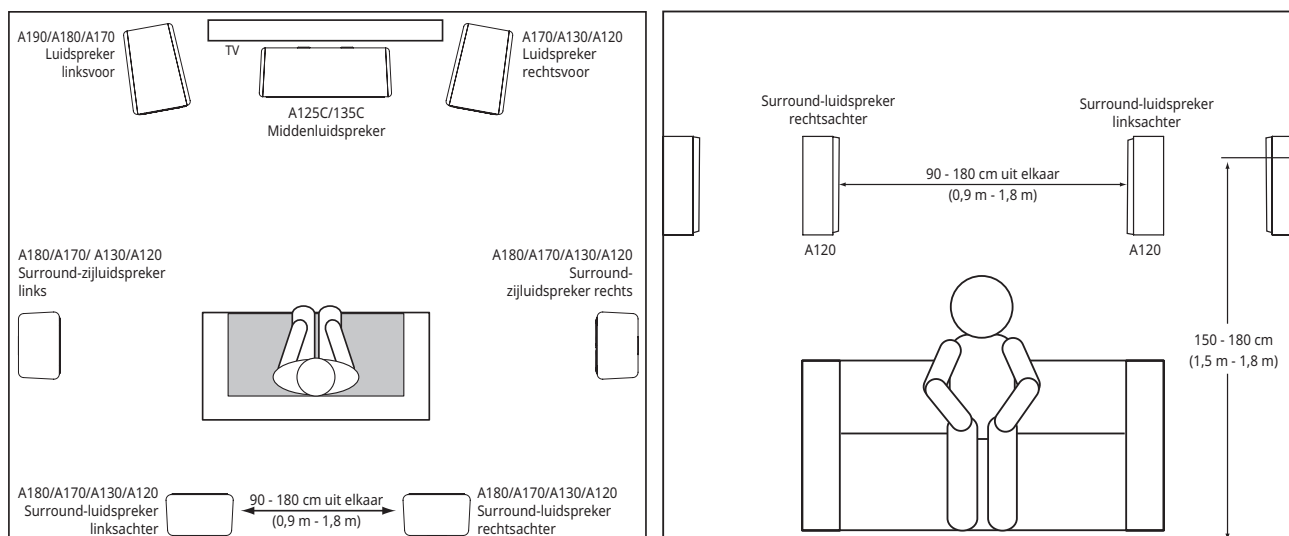 A190/A180/A170
Luidspreker
linksvoor
TV
A170/A130/A120
Luidspreker
rechtsvoor
A125C/135C
Middenluidspreker
A180/A170/ A130/A120
Surround-zijluidspreker
links
A180/A170/A130/A120
Surround-
zijluidspreker rechts
A180/A170/A130/A120
Surround-luidspreker
linksachter
90 - 180 cm uit elkaar
(0,9 m - 1,8 m)
A180/A170/A130/A120
Surround-luidspreker
rechtsachter
Surround-luidspreker
rechtsachter
Surround-luidspreker
linksachter
90 - 180 cm uit elkaar
(0,9 m - 1,8 m)
A120
A120
150 - 180 cm
(1,5 m - 1,8 m)